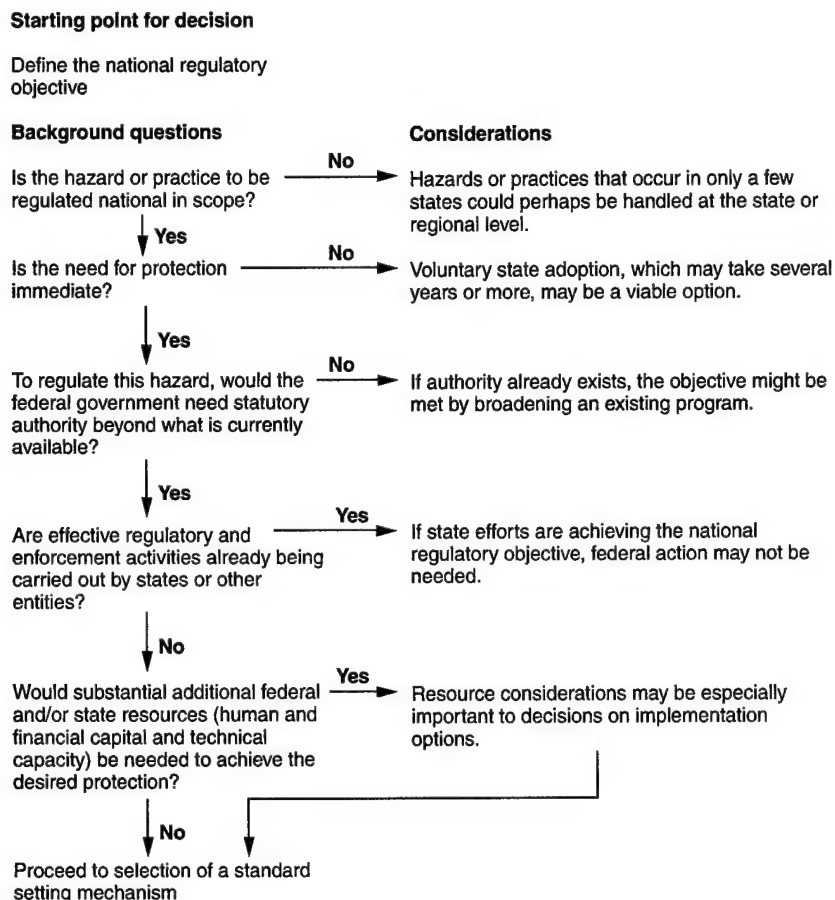 Starting point for decision
Define the national regulatory
objective
Background questions
Considerations
Is the hazard or practice to be
regulated national in scope?
No
Hazards or practices that occur in only a few
states could perhaps be handled at the state or
regional level.
Yes
Is the need for protection
immediate?
No
Voluntary state adoption, which may take several
years or more, may be a viable option.
Yes
To regulate this hazard, would the
federal government need statutory
authority beyond what is currently
available?
No
If authority already exists, the objective might be
met by broadening an existing program.
Yes
Are effective regulatory and
enforcement activities already being
carried out by states or other
entities?
Yes
If state efforts are achieving the national
regulatory objective, federal action may not be
needed.
No
Would substantial additional federal
and/or state resources (human and
financial capital and technical
capacity) be needed to achieve the
desired protection?
Yes
Resource considerations may be especially
important to decisions on implementation
options.
No
Proceed to selection of a standard
setting mechanism